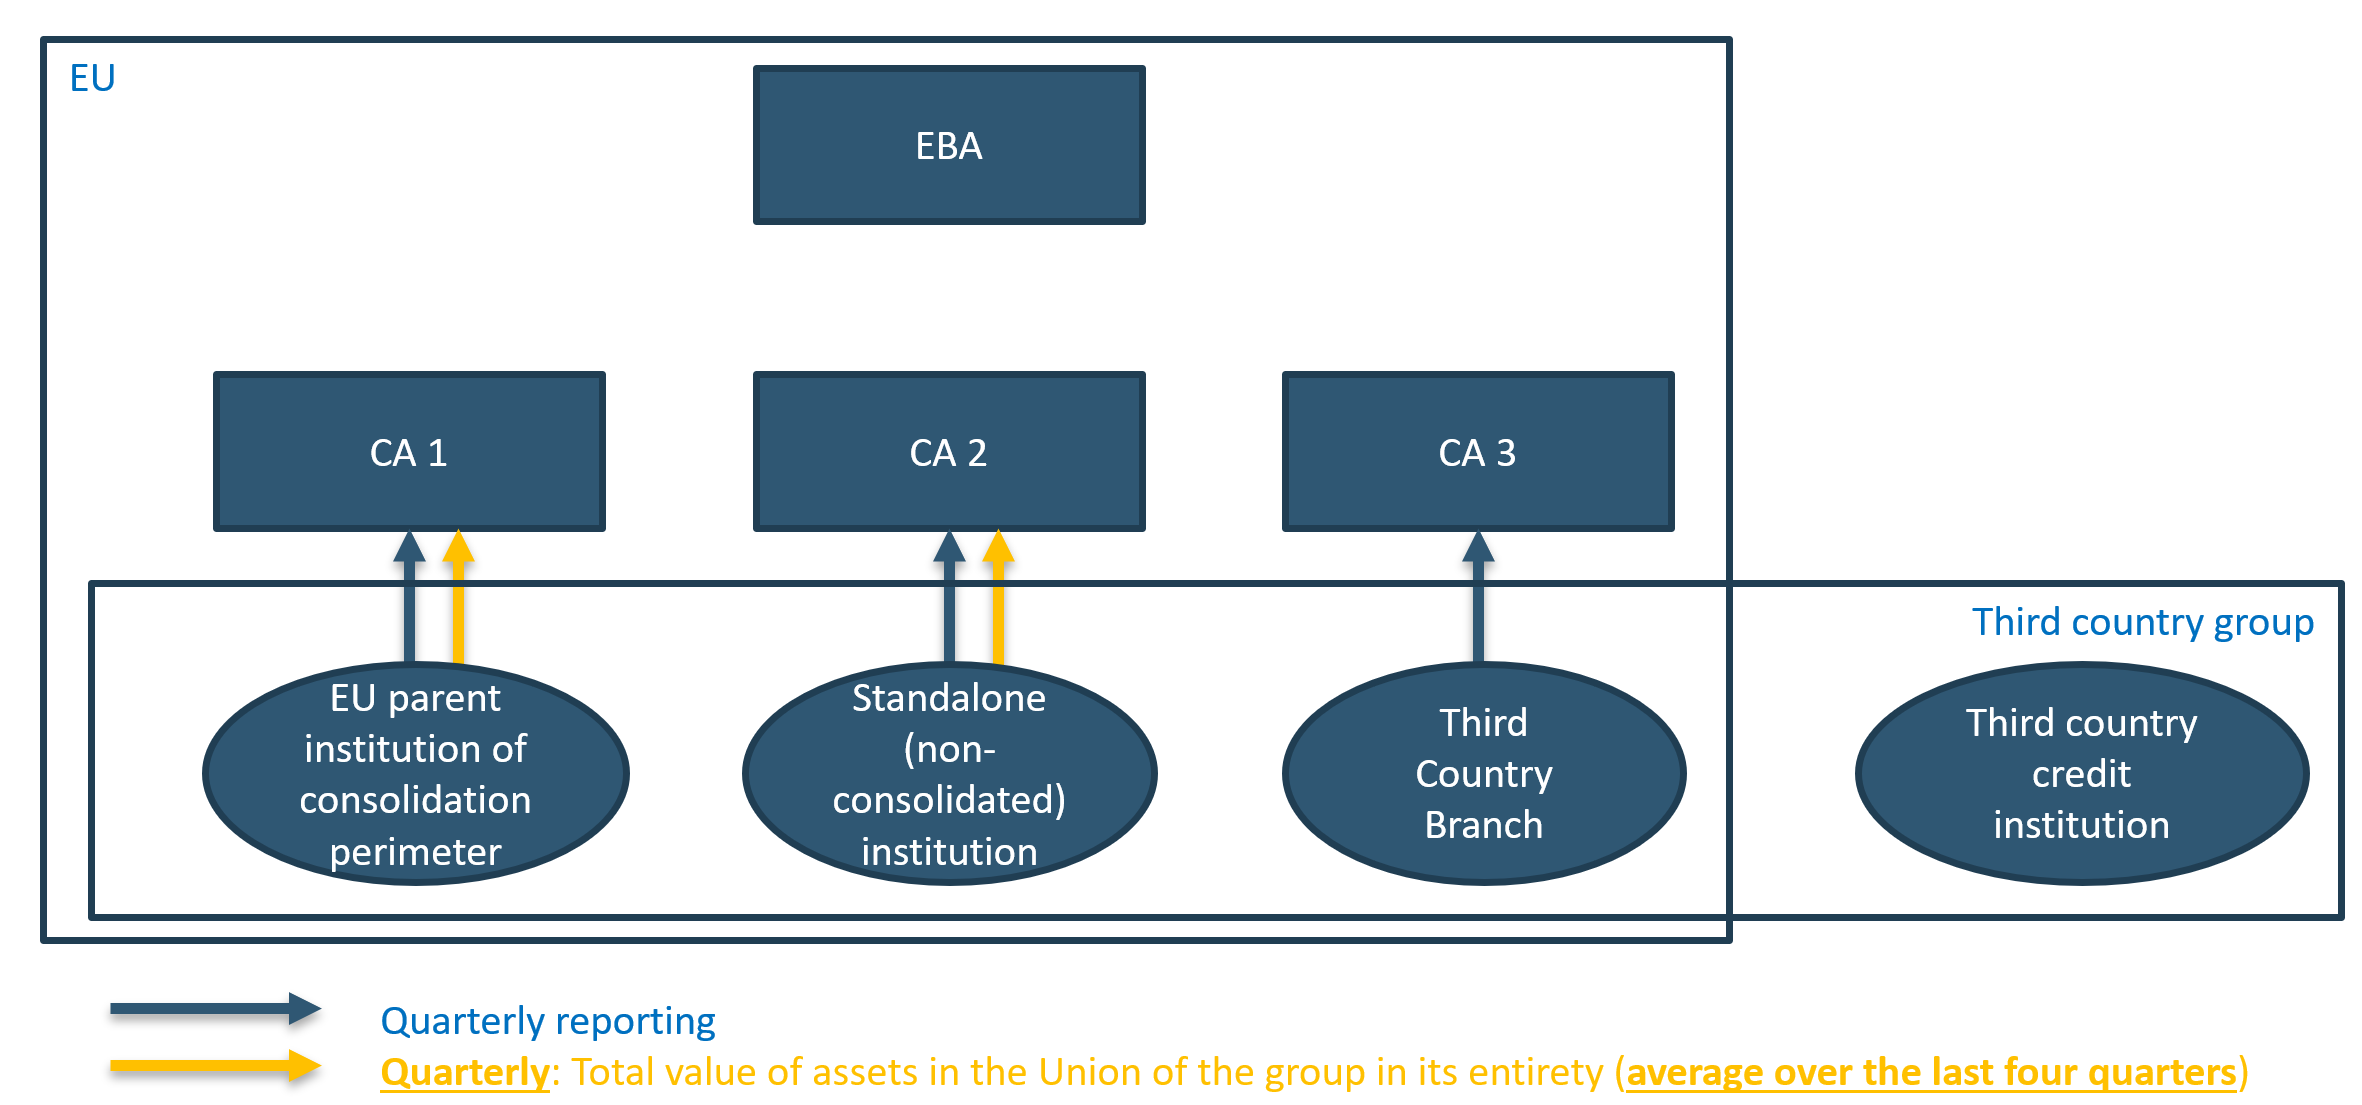 EU
EBA
CA 1
CA 2
CA 3
Third country group
EU parent
institution of
consolidation
perimeter
Standalone
(non-
consolidated)
institution
Third
Country
Branch
Third country
credit
institution
Quarterly reporting
Quarterly: Total value of assets in the Union of the group in its entirety (average over the last four quarters)